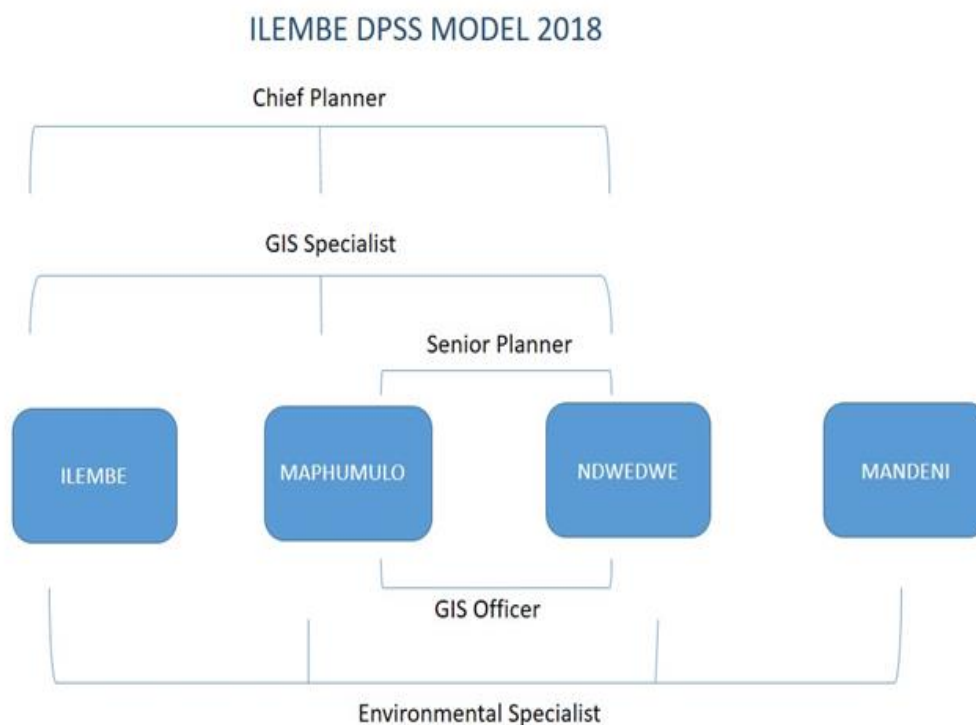 ILEMBE DPSS MODEL 2018
Chief Planner
GIS Specialist
Senior Planner
ILEMBE
MAPHUMULO
NDWEDWE
MANDENI
GIS Officer
Environmental Specialist